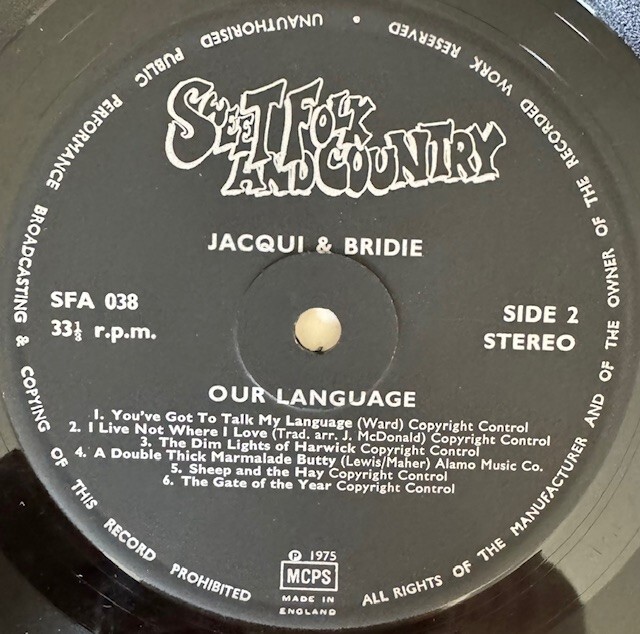 SWEET FOLK
AND COUNTRY
JACQUI & BRIDIE
SFA 038
33⅓ r.p.m.
SIDE 2
STEREO
OUR LANGUAGE
1. You've Got To Talk My Language (Ward) Copyright Control
2. I Live Not Where I Love (Trad. arr. J. McDonald) Copyright Control
3. The Dim Lights of Harwick Copyright Control
4. A Double Thick Marmalade Butty (Lewis/Maher) Alamo Music Co.
5. Sheep and the Hay Copyright Control
6. The Gate of the Year Copyright Control
Ⓟ 1975
MCPS
MADE IN
ENGLAND
ALL RIGHTS OF THE MANUFACTURER AND OF THE OWNER OF THE RECORDED WORK RESERVED • UNAUTHORISED PUBLIC PERFORMANCE BROADCASTING & COPYING OF THIS RECORD PROHIBITED